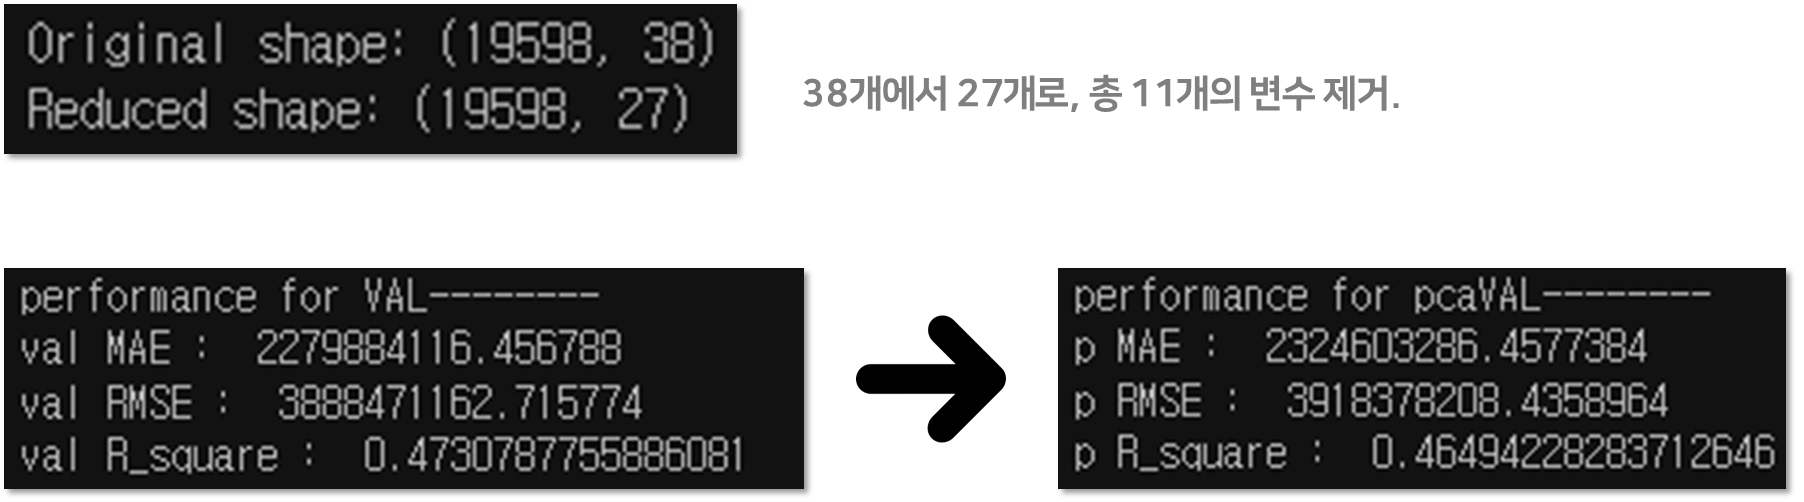 Original shape: (19598, 38)
Reduced shape: (19598, 27)
38개에서 27개로, 총 11개의 변수 제거.
performance for VAL--------
val MAE :  2279884116.456788
val RMSE :  3888471162.715774
val R_square :  0.4730787755886081
performance for pcaVAL--------
p MAE :  2324603286.4577384
p RMSE :  3918378208.4358964
p R_square :  0.46494228283712646